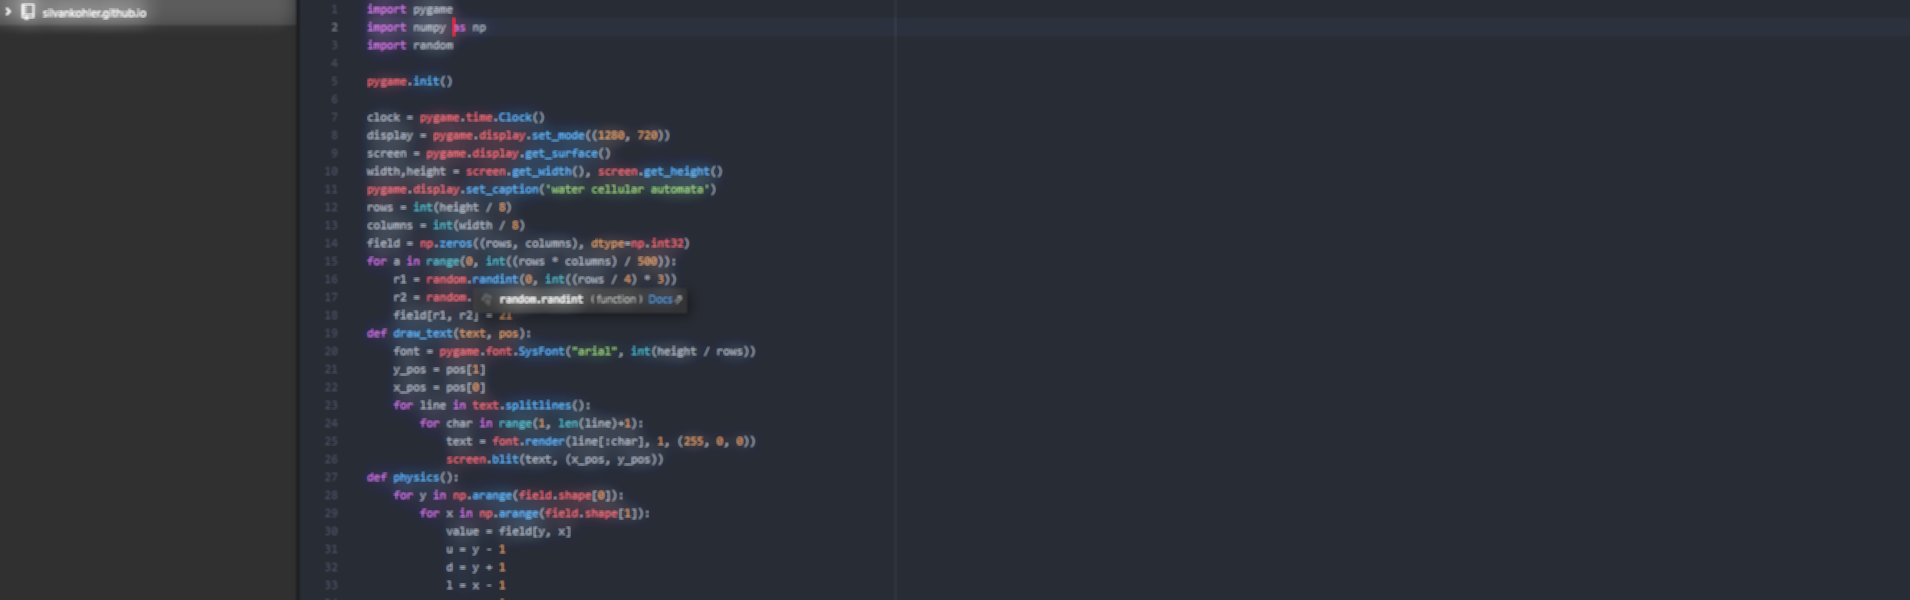 silvankohler.github.io
1 import pygame
2 import numpy as np
3 import random
4
5 pygame.init()
6
7 clock = pygame.time.Clock()
8 display = pygame.display.set_mode((1280, 720))
9 screen = pygame.display.get_surface()
10 width,height = screen.get_width(), screen.get_height()
11 pygame.display.set_caption('water cellular automata')
12 rows = int(height / 8)
13 columns = int(width / 8)
14 field = np.zeros((rows, columns), dtype=np.int32)
15 for a in range(0, int((rows * columns) / 500)):
16 r1 = random.randint(0, int((rows / 4) * 3))
17 r2 = random.
random.randint (function) Docs
18 field[r1, r2] = 21
19 def draw_text(text, pos):
20 font = pygame.font.SysFont("arial", int(height / rows))
21 y_pos = pos[1]
22 x_pos = pos[0]
23 for line in text.splitlines():
24 for char in range(1, len(line)+1):
25 text = font.render(line[:char], 1, (255, 0, 0))
26 screen.blit(text, (x_pos, y_pos))
27 def physics():
28 for y in np.arange(field.shape[0]):
29 for x in np.arange(field.shape[1]):
30 value = field[y, x]
31 u = y - 1
32 d = y + 1
33 l = x - 1